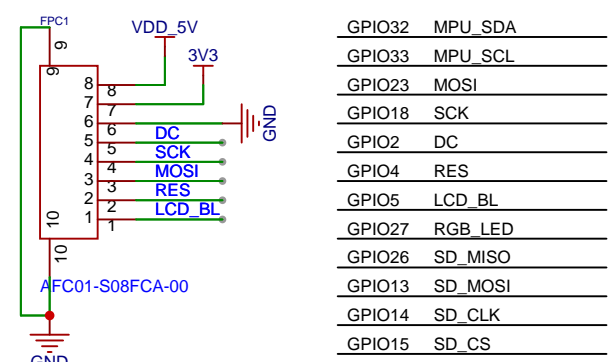 FPC1
VDD_5V
3V3
9
9
8
8
7
7
6
6
GND
5
5
DC
4
4
SCK
3
3
MOSI
2
2
RES
1
1
LCD_BL
10
10
AFC01-S08FCA-00
GND
GPIO32 MPU_SDA
GPIO33 MPU_SCL
GPIO23 MOSI
GPIO18 SCK
GPIO2 DC
GPIO4 RES
GPIO5 LCD_BL
GPIO27 RGB_LED
GPIO26 SD_MISO
GPIO13 SD_MOSI
GPIO14 SD_CLK
GPIO15 SD_CS